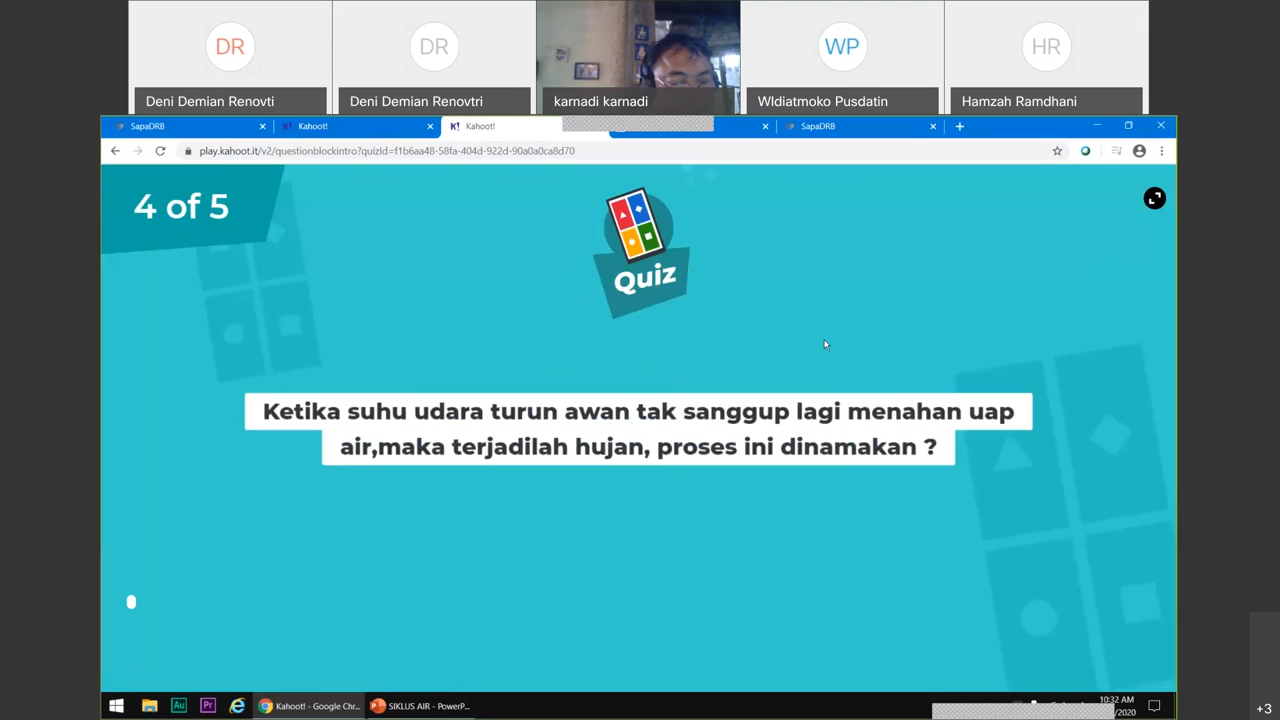 DR
DR
WP
HR
Deni Demian Renovti
Deni Demian Renovtri
karnadi karnadi
WIdiatmoko Pusdatin
Hamzah Ramdhani
SapaDRB
Kahoot!
K! Kahoot!
SapaDRB
play.kahoot.it/v2/questionblockintro?quizId=f1b6aa48-58fa-404d-922d-90a0a0ca8d70
4 of 5
Quiz
Ketika suhu udara turun awan tak sanggup lagi menahan uap
air,maka terjadilah hujan, proses ini dinamakan ?
Au
Pr
Kahoot! - Google Chr...
SIKLUS AIR - PowerP...
10:32 AM
/2020
+3